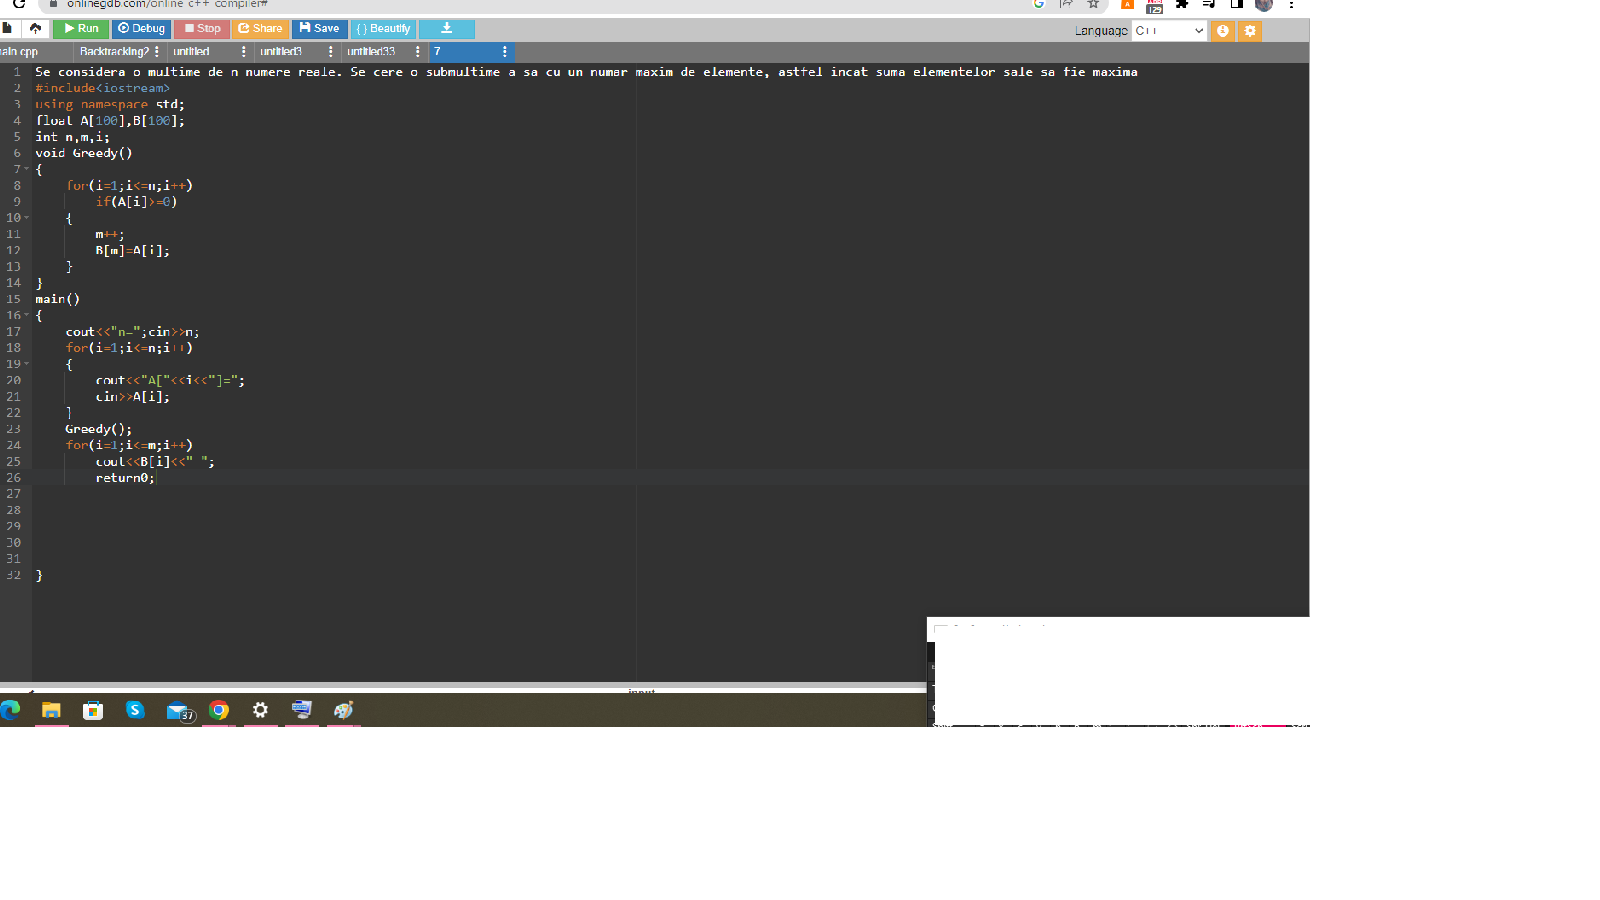 onlinegdb.com/online_c++_compiler#
129
Run Debug Stop Share Save { } Beautify
Language C++
main.cpp Backtracking2 untitled untitled3 untitled33 7
1 Se considera o multime de n numere reale. Se cere o submultime a sa cu un numar maxim de elemente, astfel incat suma elementelor sale sa fie maxima
2 #include<iostream>
3 using namespace std;
4 float A[100],B[100];
5 int n,m,i;
6 void Greedy()
7 {
8 for(i=1;i<=n;i++)
9 if(A[i]>=0)
10 {
11 m++;
12 B[m]=A[i];
13 }
14 }
15 main()
16 {
17 cout<<"n=";cin>>n;
18 for(i=1;i<=n;i++)
19 {
20 cout<<"A["<<i<<"]=";
21 cin>>A[i];
22 }
23 Greedy();
24 for(i=1;i<=m;i++)
25 cout<<B[i]<<" ";
26 return0;
27
28
29
30
31
32 }
input
37